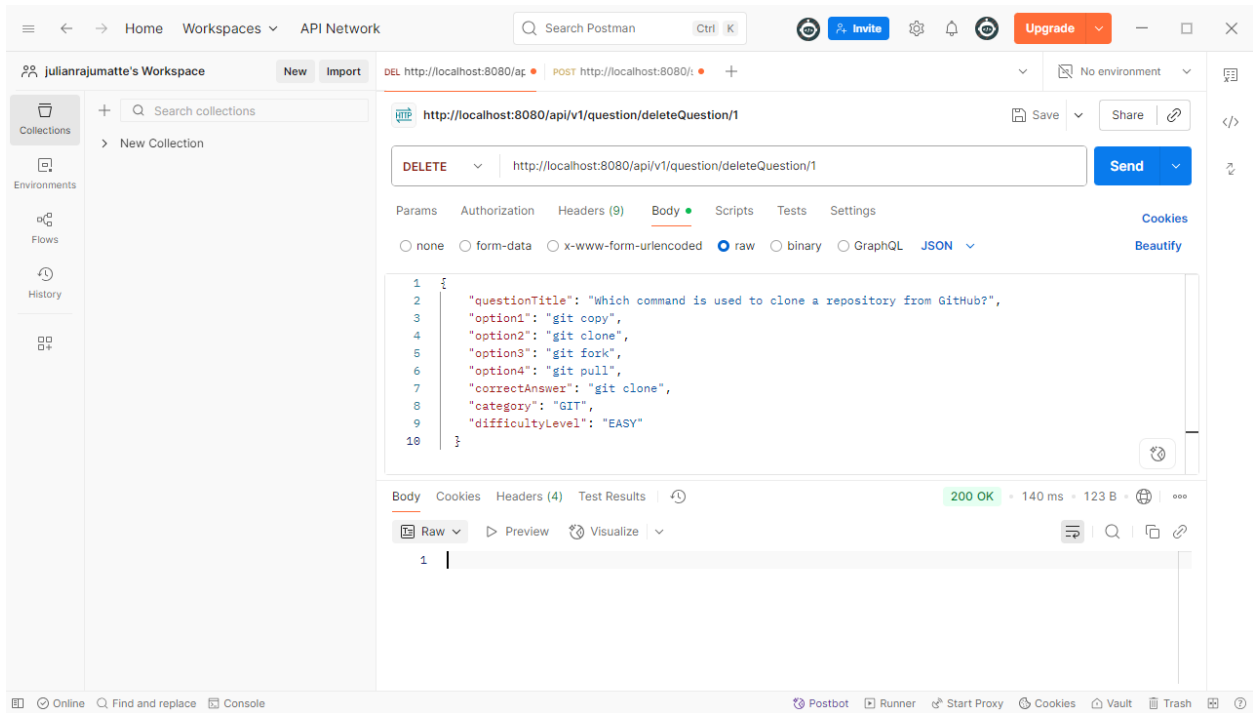 Home Workspaces API Network Search Postman Ctrl K Invite Upgrade
julianrajumatte's Workspace New Import DEL http://localhost:8080/ap POST http://localhost:8080/: No environment
Collections
Search collections
New Collection
Environments
Flows
History
HTTP http://localhost:8080/api/v1/question/deleteQuestion/1 Save Share
DELETE http://localhost:8080/api/v1/question/deleteQuestion/1 Send
Params Authorization Headers (9) Body Scripts Tests Settings Cookies
none form-data x-www-form-urlencoded raw binary GraphQL JSON Beautify
1 {
2 "questionTitle": "Which command is used to clone a repository from GitHub?",
3 "option1": "git copy",
4 "option2": "git clone",
5 "option3": "git fork",
6 "option4": "git pull",
7 "correctAnswer": "git clone",
8 "category": "GIT",
9 "difficultyLevel": "EASY"
10 }
Body Cookies Headers (4) Test Results 200 OK • 140 ms • 123 B •
Raw Preview Visualize
1
Online Find and replace Console Postbot Runner Start Proxy Cookies Vault Trash